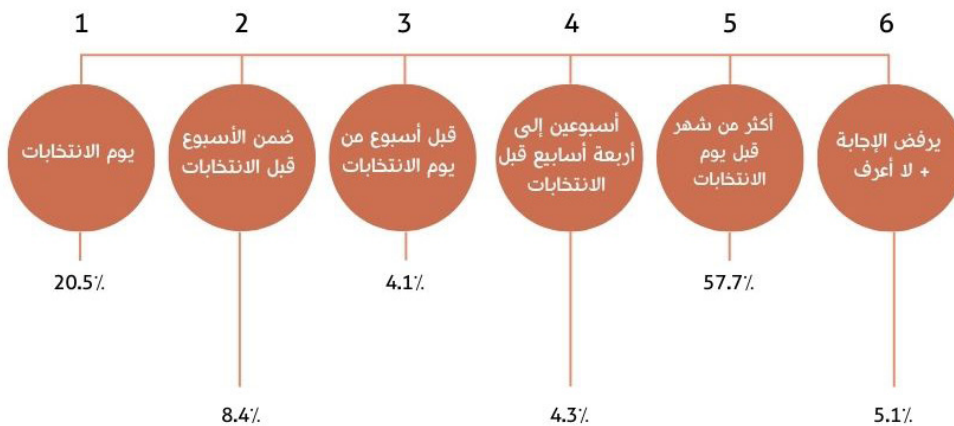 1
2
3
4
5
6
يوم الانتخابات
ضمن الأسبوع
قبل الانتخابات
قبل أسبوع من
يوم الانتخابات
أسبوعين إلى
أربعة أسابيع قبل
الانتخابات
أكثر من شهر
قبل يوم
الانتخابات
يرفض الإجابة
+ لا أعرف
20.5٪
8.4٪
4.1٪
4.3٪
57.7٪
5.1٪